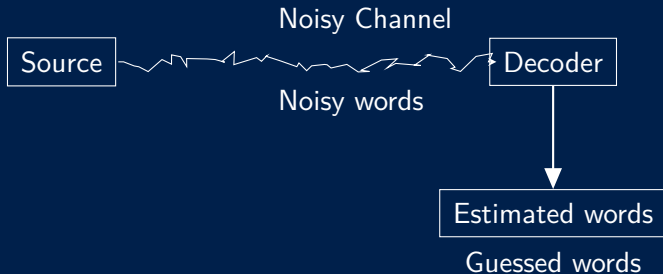 Noisy Channel
Source
Decoder
Noisy words
Estimated words
Guessed words